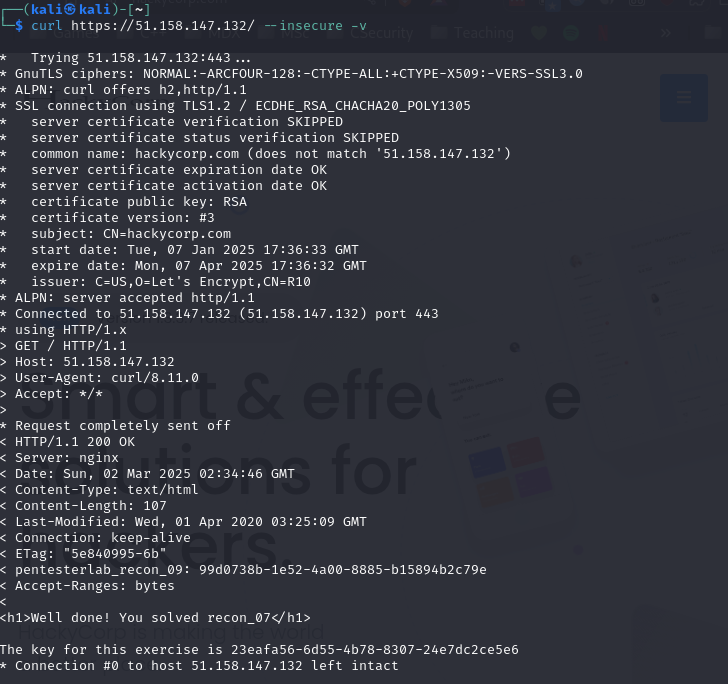 ┌──(kali㉿kali)-[~]
└─$ curl https://51.158.147.132/ --insecure -v
*   Trying 51.158.147.132:443...
* GnuTLS ciphers: NORMAL:-ARCFOUR-128:-CTYPE-ALL:+CTYPE-X509:-VERS-SSL3.0
* ALPN: curl offers h2,http/1.1
* SSL connection using TLS1.2 / ECDHE_RSA_CHACHA20_POLY1305
*   server certificate verification SKIPPED
*   server certificate status verification SKIPPED
*   common name: hackycorp.com (does not match '51.158.147.132')
*   server certificate expiration date OK
*   server certificate activation date OK
*   certificate public key: RSA
*   certificate version: #3
*   subject: CN=hackycorp.com
*   start date: Tue, 07 Jan 2025 17:36:33 GMT
*   expire date: Mon, 07 Apr 2025 17:36:32 GMT
*   issuer: C=US,O=Let's Encrypt,CN=R10
* ALPN: server accepted http/1.1
* Connected to 51.158.147.132 (51.158.147.132) port 443
* using HTTP/1.x
> GET / HTTP/1.1
> Host: 51.158.147.132
> User-Agent: curl/8.11.0
> Accept: */*
>
* Request completely sent off
< HTTP/1.1 200 OK
< Server: nginx
< Date: Sun, 02 Mar 2025 02:34:46 GMT
< Content-Type: text/html
< Content-Length: 107
< Last-Modified: Wed, 01 Apr 2020 03:25:09 GMT
< Connection: keep-alive
< ETag: "5e840995-6b"
< pentesterlab_recon_09: 99d0738b-1e52-4a00-8885-b15894b2c79e
< Accept-Ranges: bytes
<
<h1>Well done! You solved recon_07</h1>
The key for this exercise is 23eafa56-6d55-4b78-8307-24e7dc2ce5e6
* Connection #0 to host 51.158.147.132 left intact
Smart & effe
solutions for
hackers.
HackyCorp is making the world